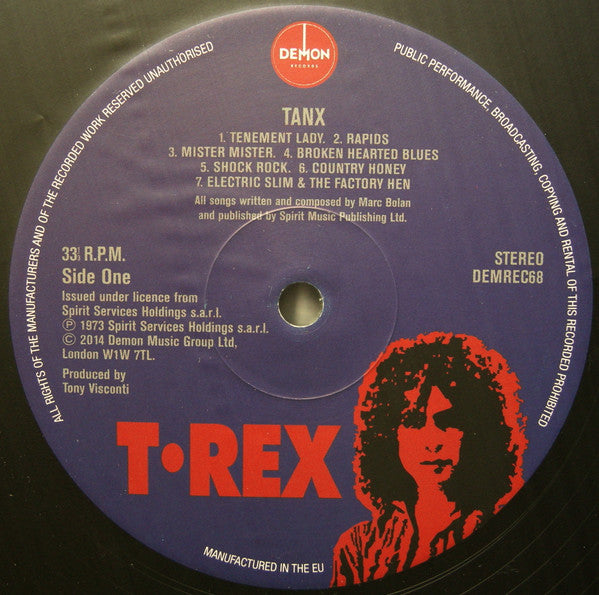 DEMON
RECORDS
TANX
1. TENEMENT LADY. 2. RAPIDS
3. MISTER MISTER. 4. BROKEN HEARTED BLUES
5. SHOCK ROCK. 6. COUNTRY HONEY
7. ELECTRIC SLIM & THE FACTORY HEN
All songs written and composed by Marc Bolan
and published by Spirit Music Publishing Ltd.
33⅓ R.P.M.
Side One
Issued under licence from
Spirit Services Holdings s.a.r.l.
℗ 1973 Spirit Services Holdings s.a.r.l.
© 2014 Demon Music Group Ltd,
London W1W 7TL.
Produced by
Tony Visconti
STEREO
DEMREC68
T•REX
ALL RIGHTS OF THE MANUFACTURERS AND OF THE RECORDED WORK RESERVED UNAUTHORISED
PUBLIC PERFORMANCE, BROADCASTING, COPYING AND RENTAL OF THIS RECORDED PROHIBITED
MANUFACTURED IN THE EU